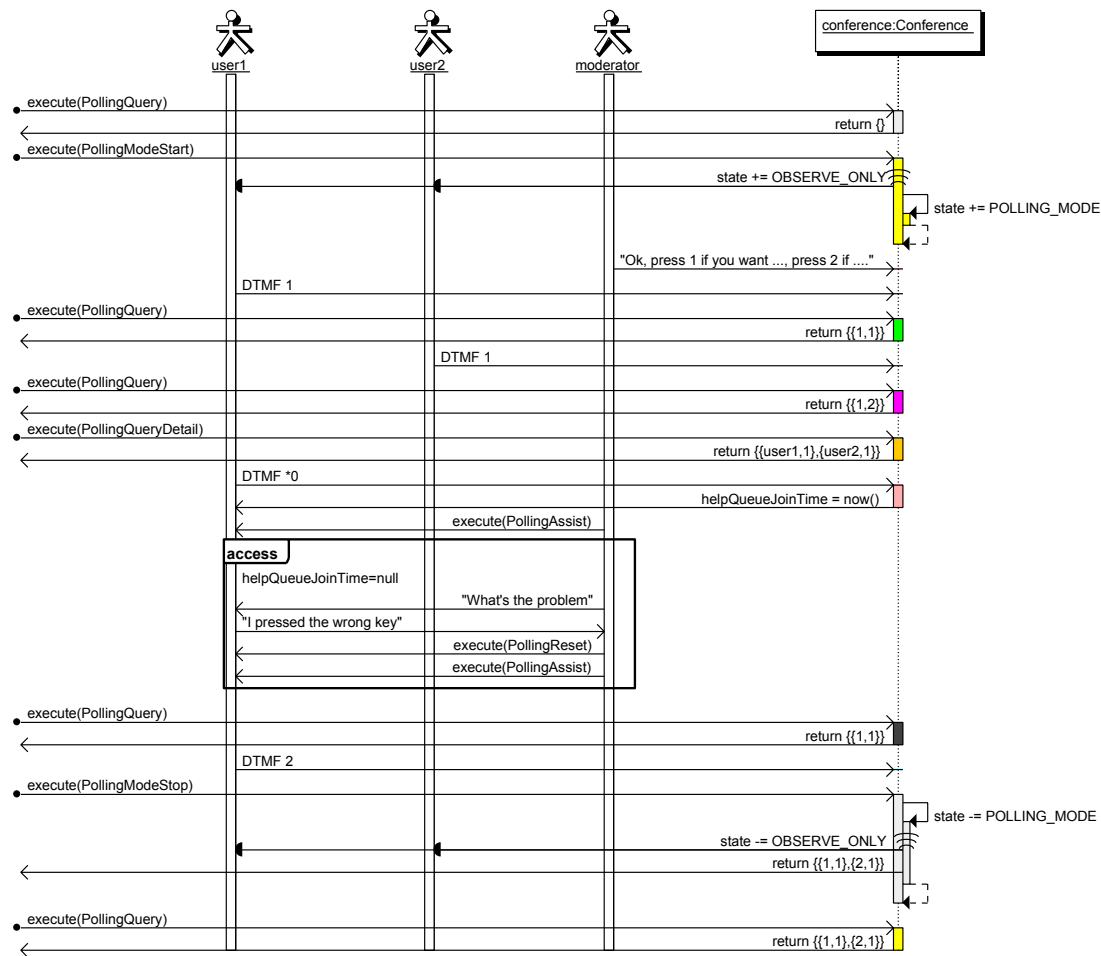 conference:Conference
user1
user2
moderator
execute(PollingQuery)
return {}
execute(PollingModeStart)
state += OBSERVE_ONLY
state += POLLING_MODE
"Ok, press 1 if you want ..., press 2 if ...."
DTMF 1
execute(PollingQuery)
return {{1,1}}
DTMF 1
execute(PollingQuery)
return {{1,2}}
execute(PollingQueryDetail)
return {{user1,1},{user2,1}}
DTMF *0
helpQueueJoinTime = now()
execute(PollingAssist)
access
helpQueueJoinTime=null
"What's the problem"
"I pressed the wrong key"
execute(PollingReset)
execute(PollingAssist)
execute(PollingQuery)
return {{1,1}}
DTMF 2
execute(PollingModeStop)
state -= POLLING_MODE
state -= OBSERVE_ONLY
return {{1,1},{2,1}}
execute(PollingQuery)
return {{1,1},{2,1}}